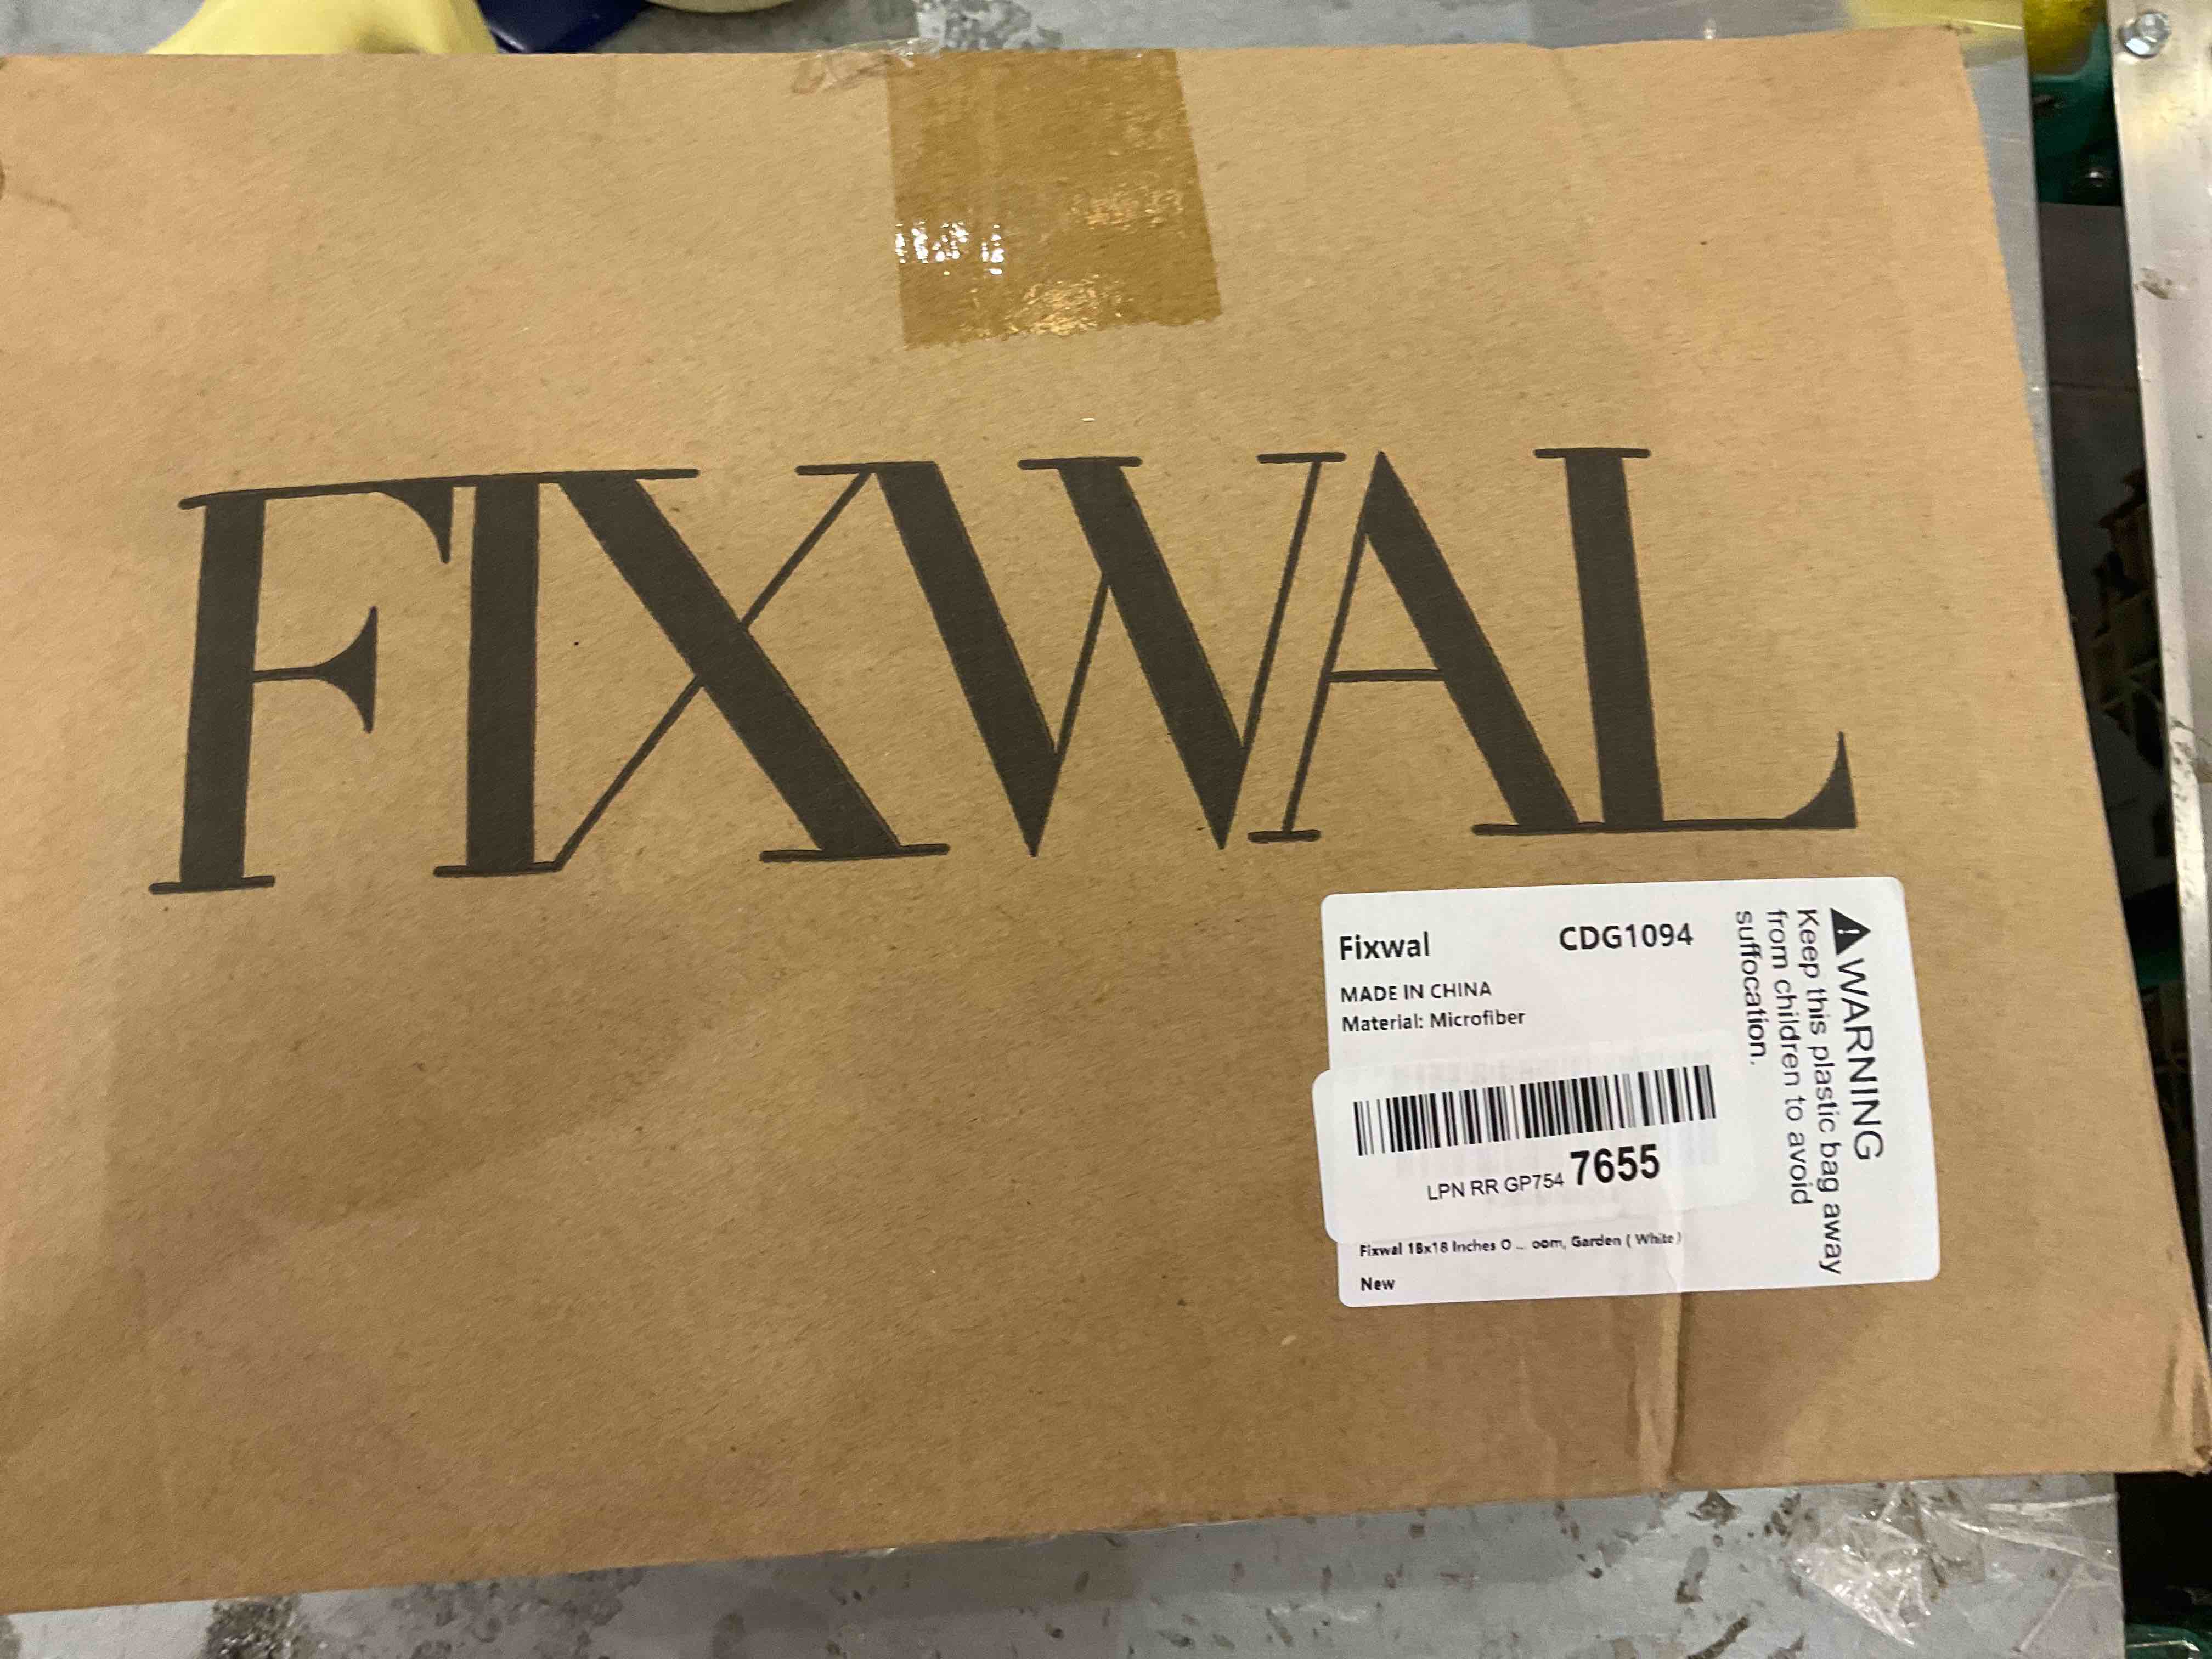 FIXWAL
Fixwal CDG1094
MADE IN CHINA
Material: Microfiber
LPN RR GP754 7655
Fixwal 18x18 Inches O ... oom, Garden ( White )
New
WARNING
Keep this plastic bag away
from children to avoid
suffocation.